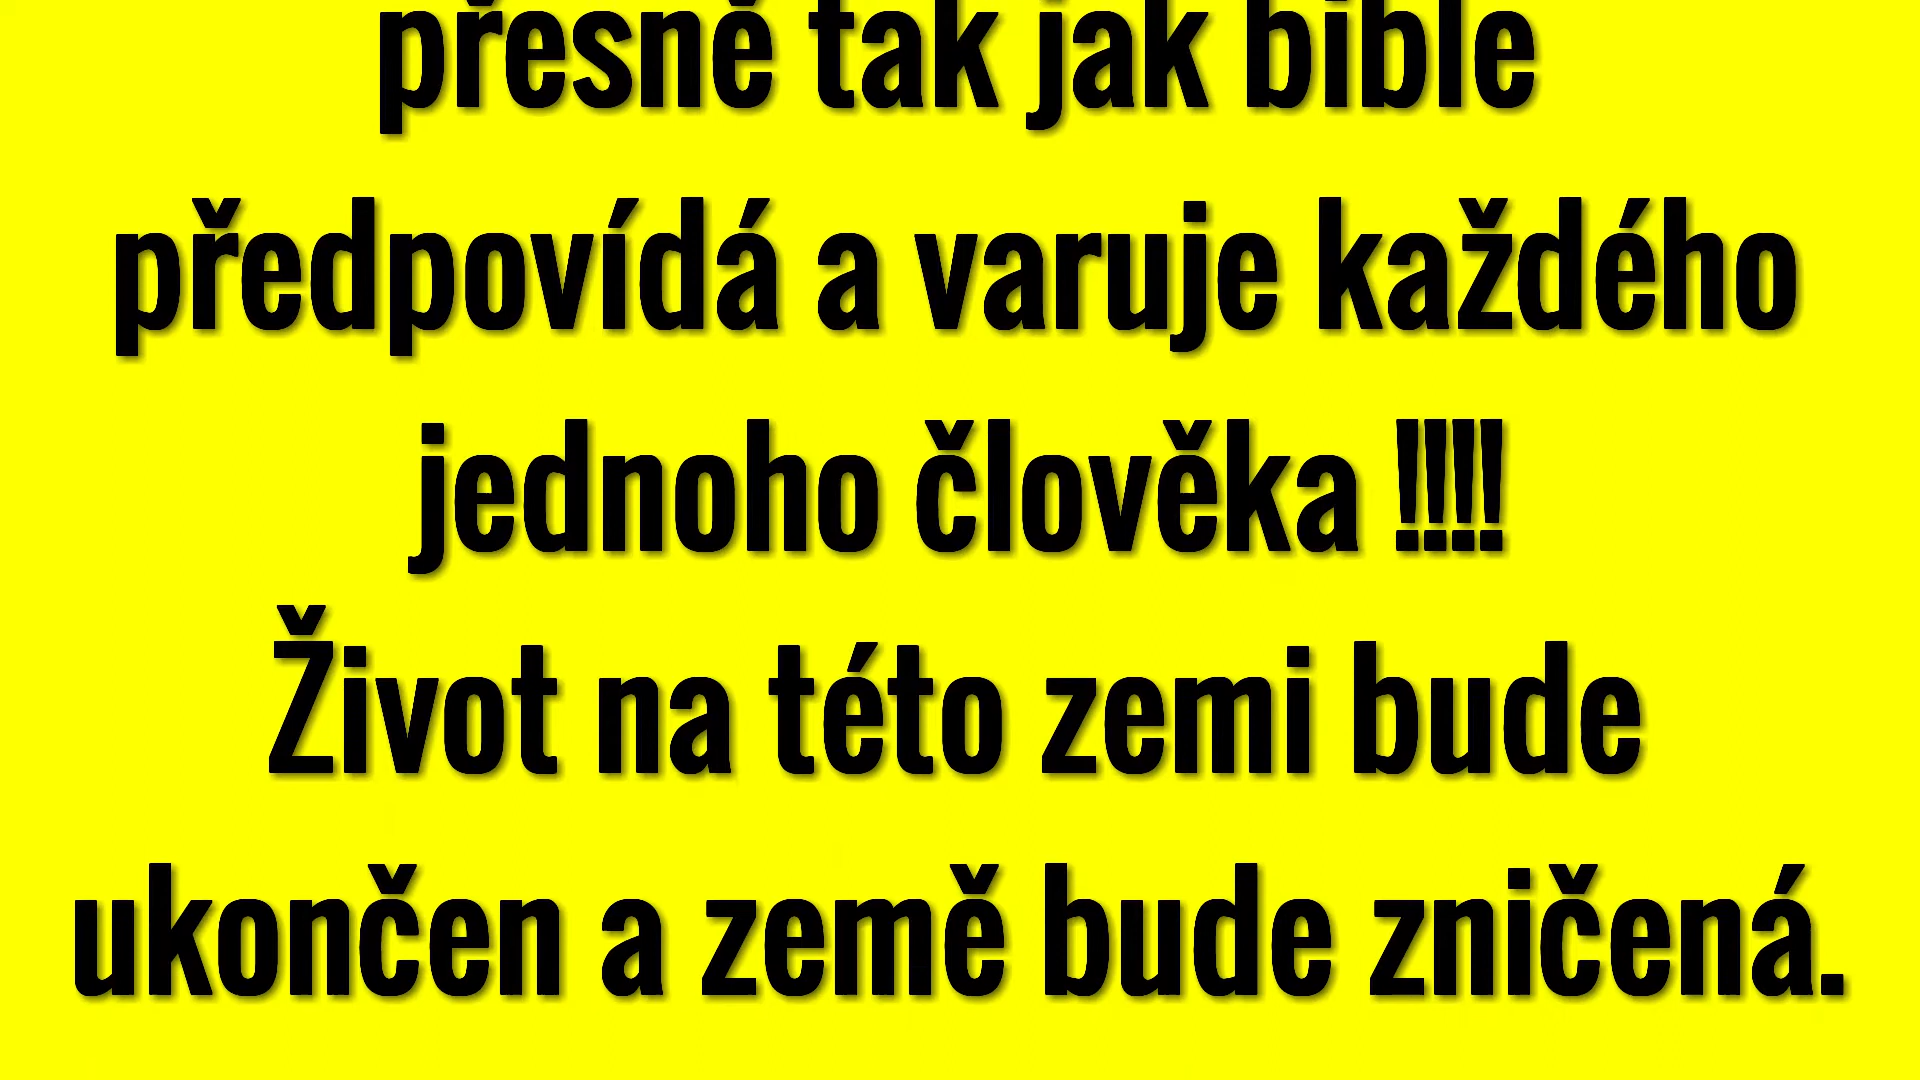 přesně tak jak bible
předpovídá a varuje každého
jednoho člověka !!!!
Život na této zemi bude
ukončen a země bude zničená.